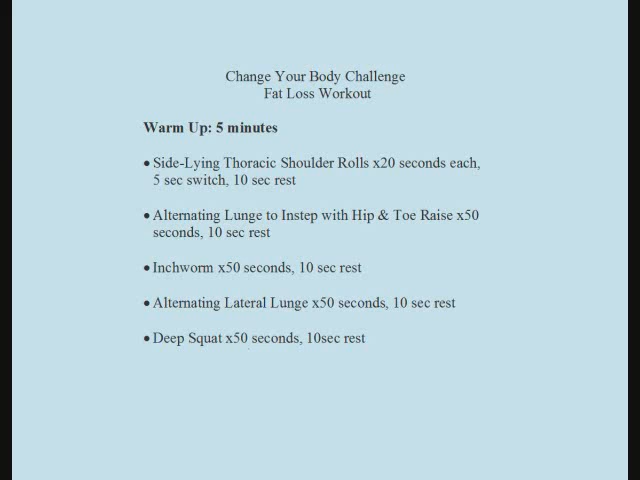 Change Your Body Challenge
Fat Loss Workout
Warm Up: 5 minutes
• Side-Lying Thoracic Shoulder Rolls x20 seconds each,
5 sec switch, 10 sec rest
• Alternating Lunge to Instep with Hip & Toe Raise x50
seconds, 10 sec rest
• Inchworm x50 seconds, 10 sec rest
• Alternating Lateral Lunge x50 seconds, 10 sec rest
• Deep Squat x50 seconds, 10sec rest